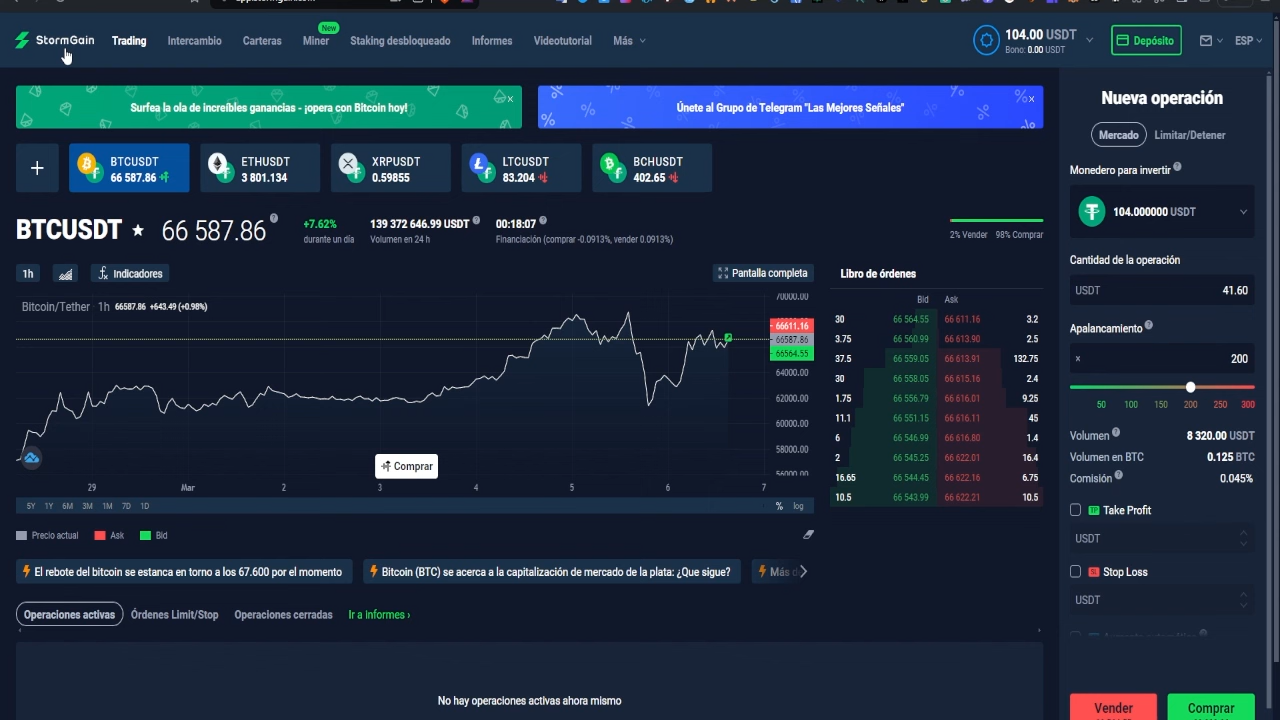 StormGain
Trading
Intercambio
Carteras
Miner
New
Staking desbloqueado
Informes
Videotutorial
Más
104.00 USDT
Bono: 0.00 USDT
Depósito
ESP
Surfea la ola de increíbles ganancias - ¡opera con Bitcoin hoy!
Únete al Grupo de Telegram "Las Mejores Señales"
BTCUSDT
66 587.86
ETHUSDT
3 801.134
XRPUSDT
0.59855
LTCUSDT
83.204
BCHUSDT
402.65
BTCUSDT ★ 66 587.86
+7.62%
durante un día
139 372 646.99 USDT
Volumen en 24 h
00:18:07
Financiación (comprar -0.0913%, vender 0.0913%)
2% Vender 98% Comprar
1h
Indicadores
Pantalla completa
Bitcoin/Tether 1h 66587.86 +643.49 (+0.98%)
70000.00
66611.16
66587.86
66564.55
64000.00
62000.00
60000.00
58000.00
56000.00
Comprar
29 Mar 2 3 4 5 6 7
5Y 1Y 6M 3M 1M 7D 1D
% log
Precio actual Ask Bid
Libro de órdenes
Bid Ask
30 66 564.55 66 611.16 3.2
3.75 66 560.99 66 613.90 2.5
37.5 66 559.05 66 613.91 132.75
30 66 558.05 66 615.16 2.4
1.75 66 556.79 66 616.01 9.25
11.1 66 551.15 66 616.11 45
6 66 546.99 66 616.80 1.4
2 66 545.25 66 622.01 16.4
16.65 66 544.45 66 622.16 6.75
10.5 66 543.99 66 622.21 10.5
El rebote del bitcoin se estanca en torno a los 67.600 por el momento
Bitcoin (BTC) se acerca a la capitalización de mercado de la plata: ¿Que sigue?
Más
Operaciones activas
Órdenes Limit/Stop
Operaciones cerradas
Ir a informes ›
No hay operaciones activas ahora mismo
Nueva operación
Mercado
Limitar/Detener
Monedero para invertir
104.000000 USDT
Cantidad de la operación
USDT 41.60
Apalancamiento
× 200
50 100 150 200 250 300
Volumen 8 320.00 USDT
Volumen en BTC 0.125 BTC
Comisión 0.045%
Take Profit
USDT
Stop Loss
USDT
Vender
Comprar